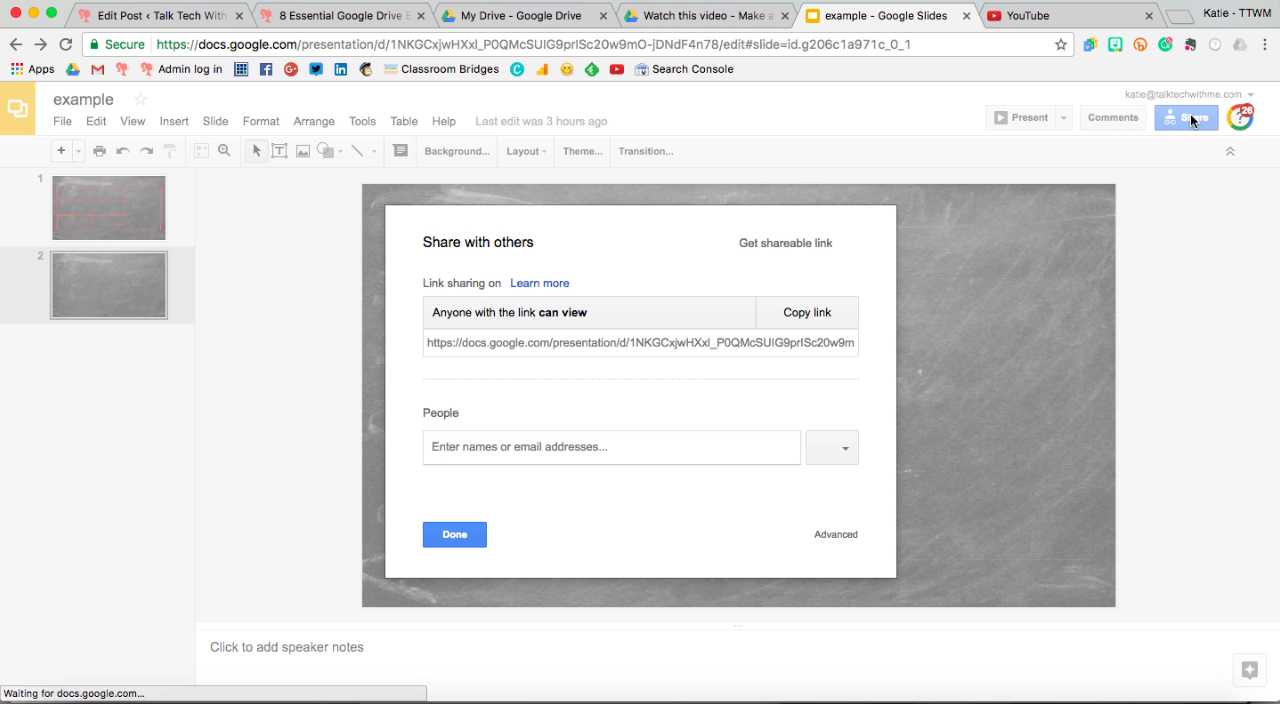 Edit Post ‹ Talk Tech With
8 Essential Google Drive E
My Drive - Google Drive
Watch this video - Make a
example - Google Slides
YouTube
Katie - TTWM
Secure
https://docs.google.com/presentation/d/1NKGCxjwHXxl_P0QMcSUIG9prISc20w9mO-jDNdF4n78/edit#slide=id.g206c1a971c_0_1
Apps
Admin log in
Classroom Bridges
Search Console
example
katie@talktechwithme.com
File Edit View Insert Slide Format Arrange Tools Table Help Last edit was 3 hours ago
Present
Comments
Share
26
Background...
Layout
Theme...
Transition...
1
2
Share with others
Get shareable link
Link sharing on Learn more
Anyone with the link can view
Copy link
https://docs.google.com/presentation/d/1NKGCxjwHXxl_P0QMcSUIG9prISc20w9m
People
Enter names or email addresses...
Done
Advanced
Click to add speaker notes
Waiting for docs.google.com...